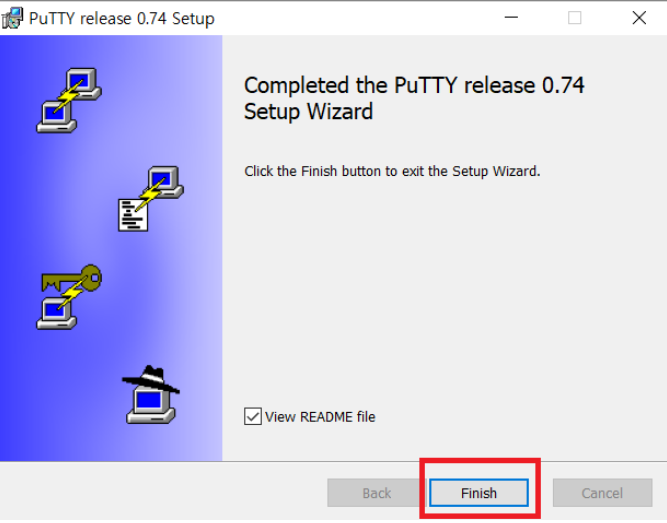 PuTTY release 0.74 Setup
Completed the PuTTY release 0.74
Setup Wizard
Click the Finish button to exit the Setup Wizard.
View README file
Back
Finish
Cancel